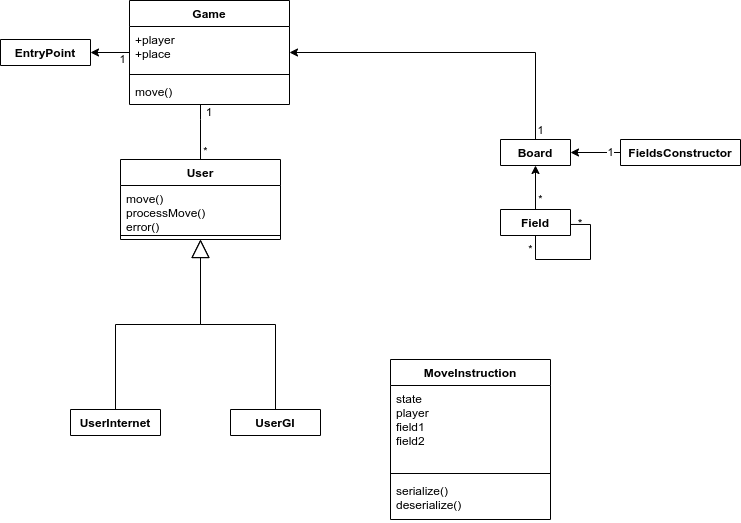 Game
+player
+place
move()
EntryPoint
1
1
*
User
move()
processMove()
error()
UserInternet
UserGI
1
Board
1
FieldsConstructor
*
Field
*
*
MoveInstruction
state
player
field1
field2
serialize()
deserialize()